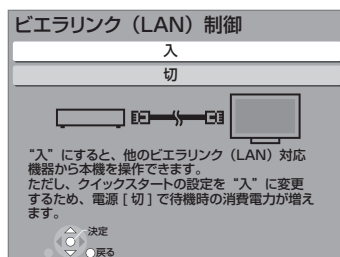 ビエラリンク（LAN）制御
入
切
“入”にすると、他のビエラリンク（LAN）対応
機器から本機を操作できます。
ただし、クイックスタートの設定を“入”に変更
するため、電源 [ 切 ] で待機時の消費電力が増え
ます。
決定
戻る